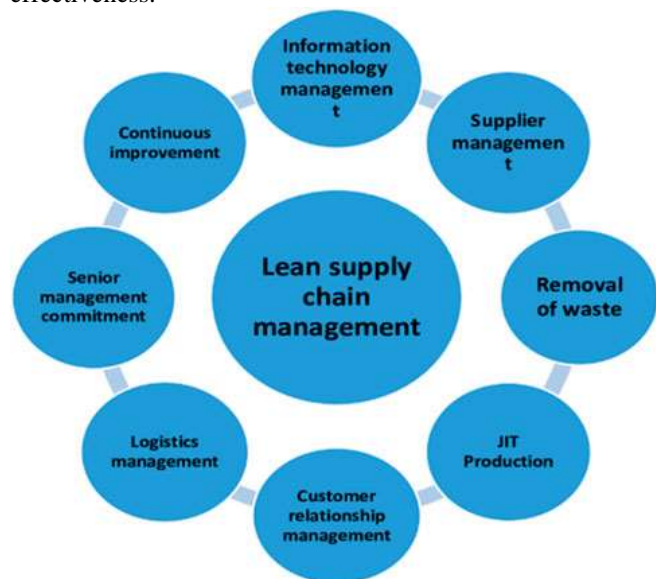 effectiveness.
Information
technology
managemen
t
Supplier
managemen
t
Removal
of waste
JIT
Production
Customer
relationship
management
Logistics
management
Senior
management
commitment
Continuous
improvement
Lean supply
chain
management